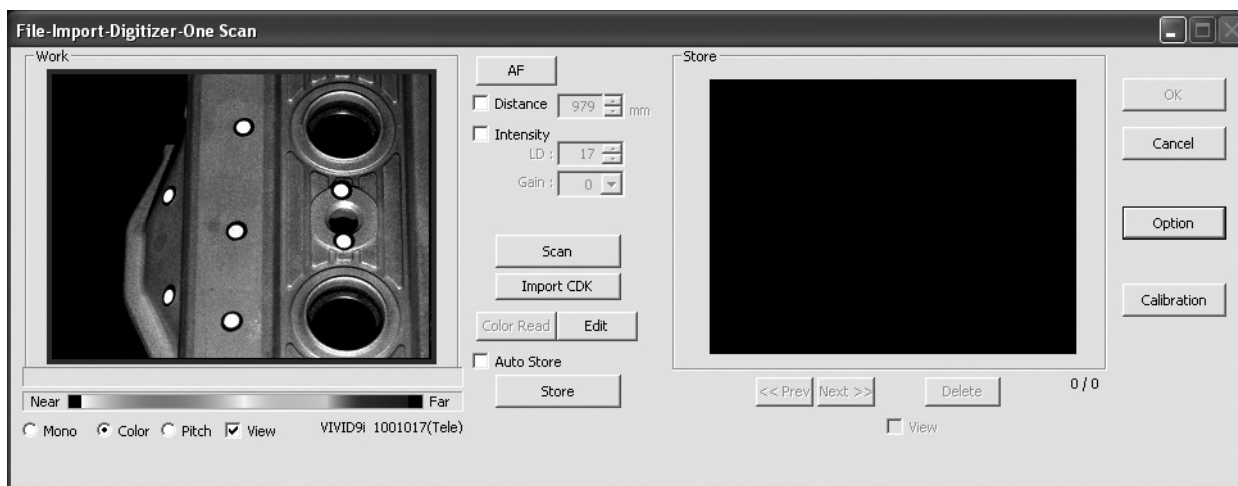 File-Import-Digitizer-One Scan
Work
AF
Distance 979 mm
Intensity
LD : 17
Gain : 0
Scan
Import CDK
Color Read Edit
Auto Store
Store
Near Far
Mono Color Pitch View VIVID9i 1001017(Tele)
Store
<< Prev Next >> Delete 0 / 0
View
OK
Cancel
Option
Calibration